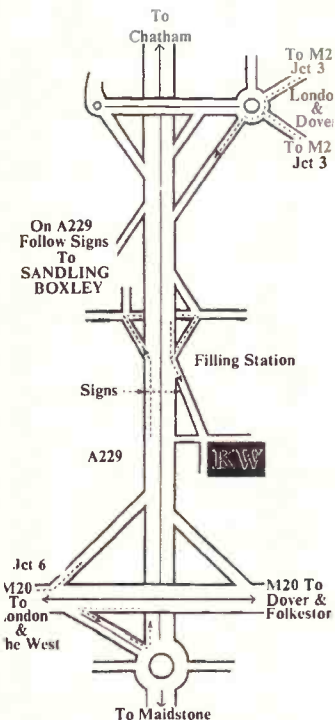 To
Chatham
To M2
Jct 3
London
& Dover
To M2
Jct 3
On A229
Follow Signs
To
SANDLING
BOXLEY
Filling Station
Signs
A229
KW
Jct 6
M20
To
London
&
The West
M20 To
Dover &
Folkeston
To Maidstone